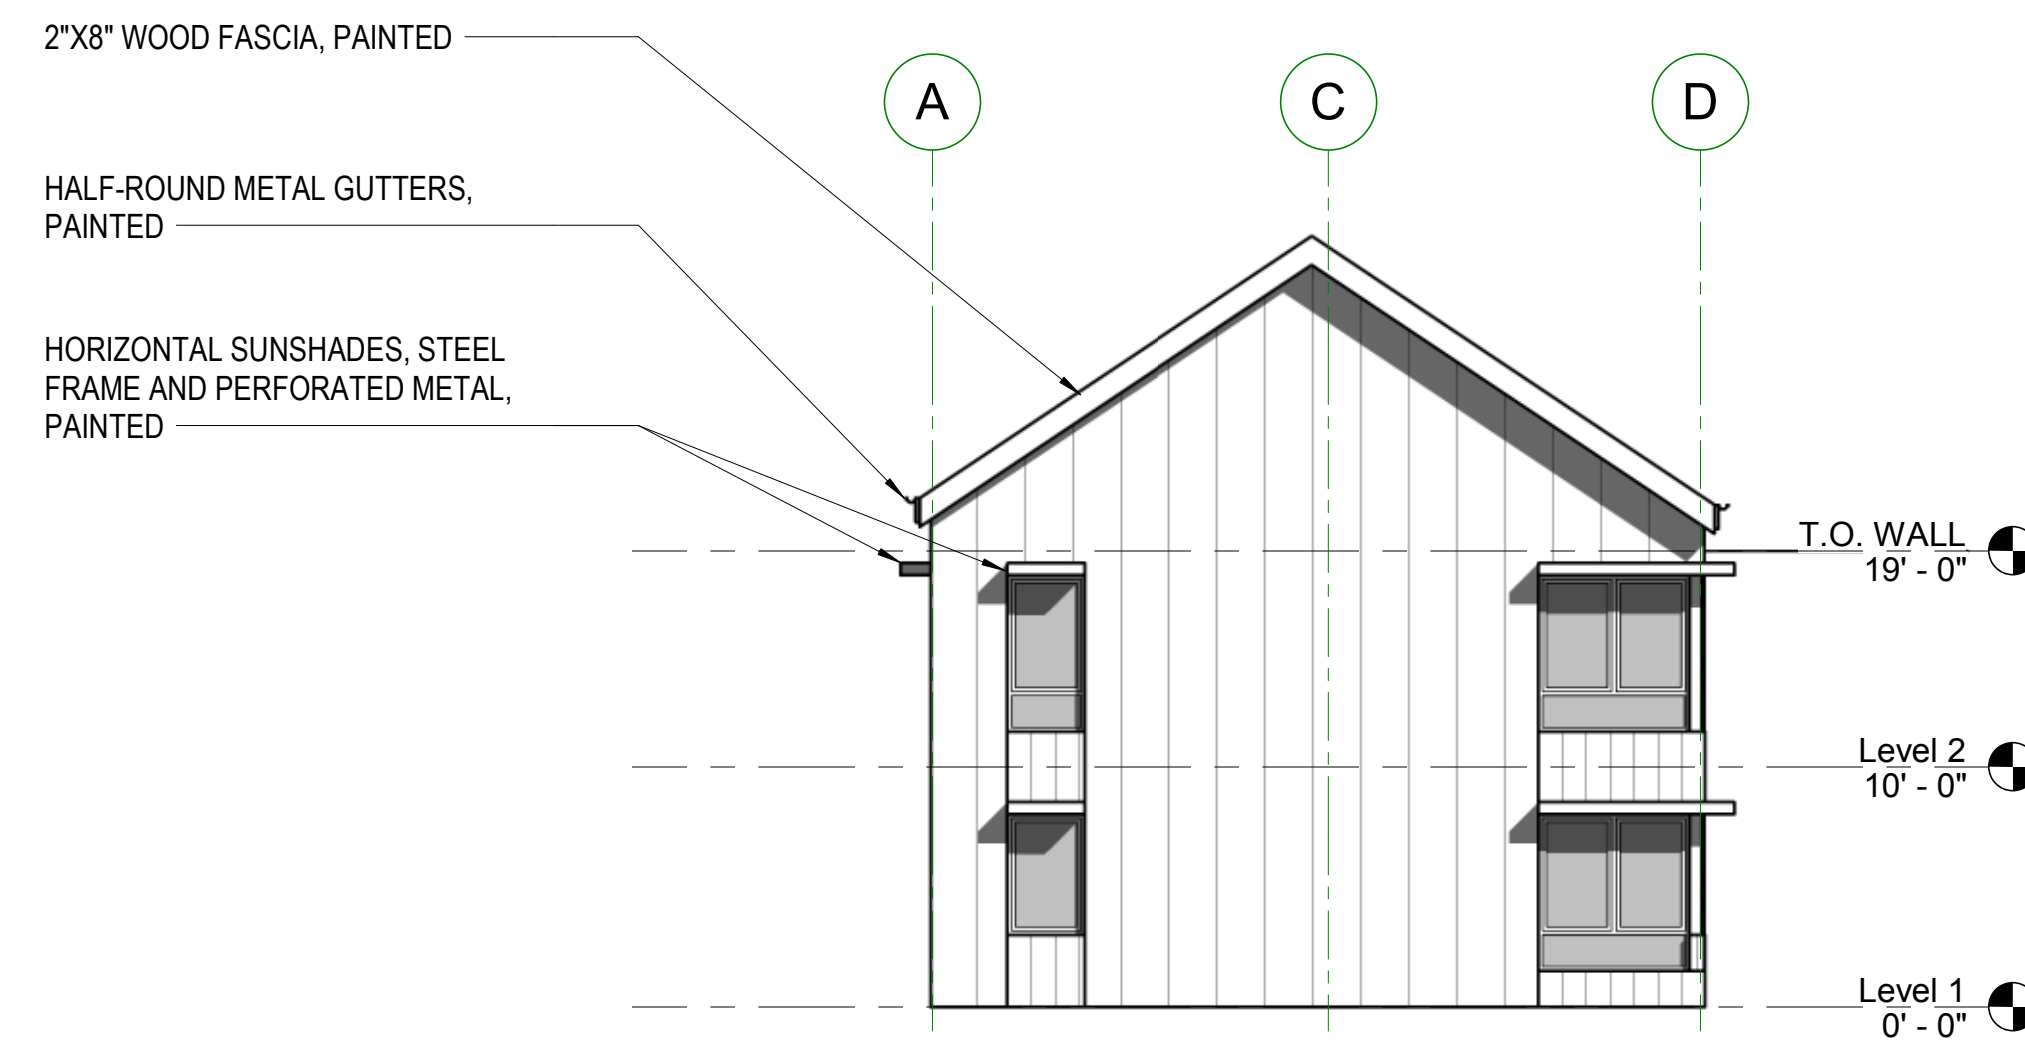 2"X8" WOOD FASCIA, PAINTED
A
C
D
HALF-ROUND METAL GUTTERS,
PAINTED
HORIZONTAL SUNSHADES, STEEL
FRAME AND PERFORATED METAL,
PAINTED
T.O. WALL
19' - 0"
Level 2
10' - 0"
Level 1
0' - 0"